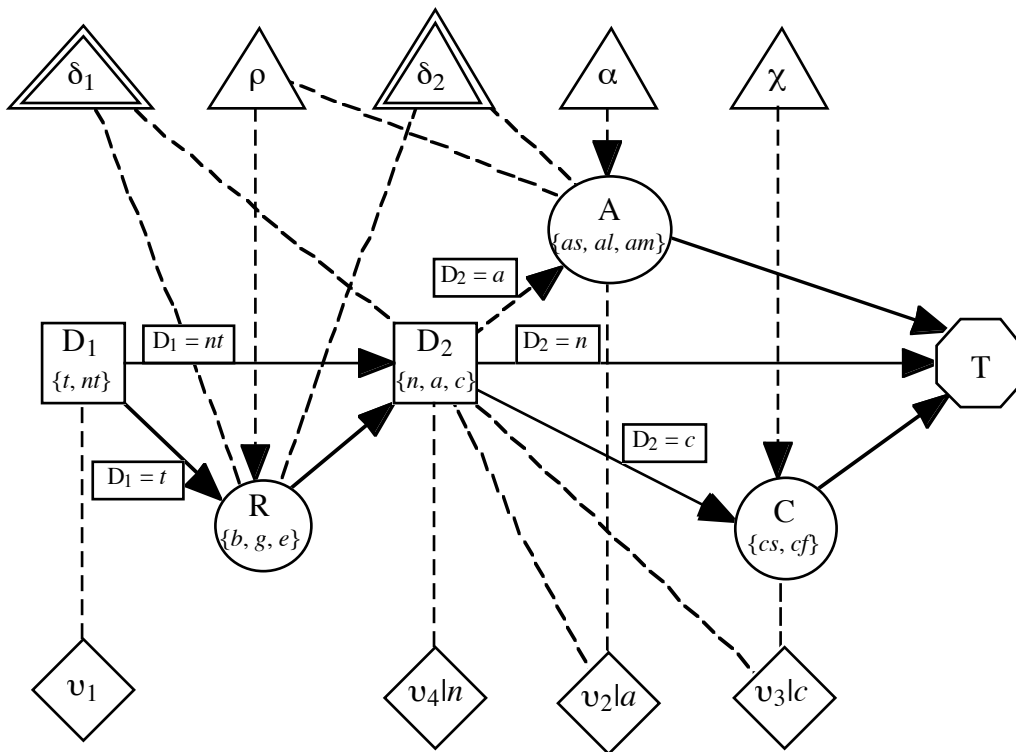 δ₁ ρ δ₂ α χ
A
{as, al, am}
D₂ = a
D₁
{t, nt}
D₁ = nt
D₂
{n, a, c}
D₂ = n
T
D₂ = c
D₁ = t
R
{b, g, e}
C
{cs, cf}
υ₁ υ₄|n υ₂|a υ₃|c